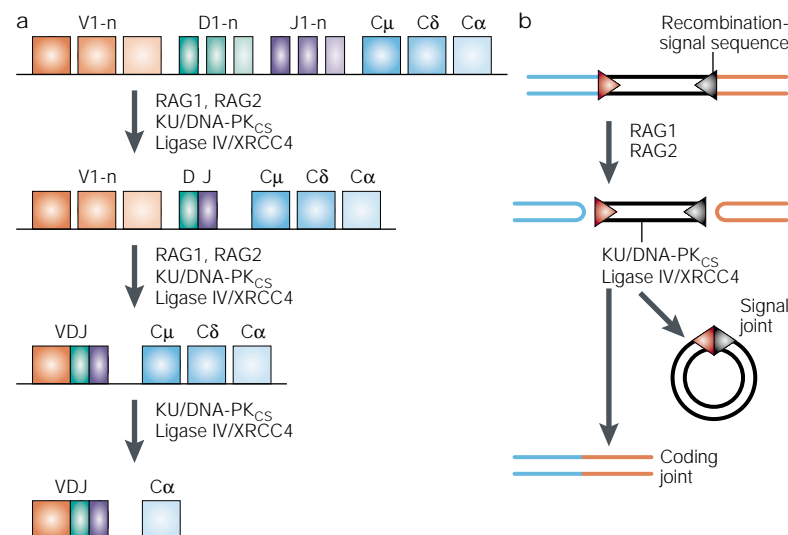 a
V1-n D1-n J1-n Cμ Cδ Cα
RAG1, RAG2
KU/DNA-PKCS
Ligase IV/XRCC4
V1-n D J Cμ Cδ Cα
RAG1, RAG2
KU/DNA-PKCS
Ligase IV/XRCC4
VDJ Cμ Cδ Cα
KU/DNA-PKCS
Ligase IV/XRCC4
VDJ Cα
b
Recombination-
signal sequence
RAG1
RAG2
KU/DNA-PKCS
Ligase IV/XRCC4
Signal
joint
Coding
joint